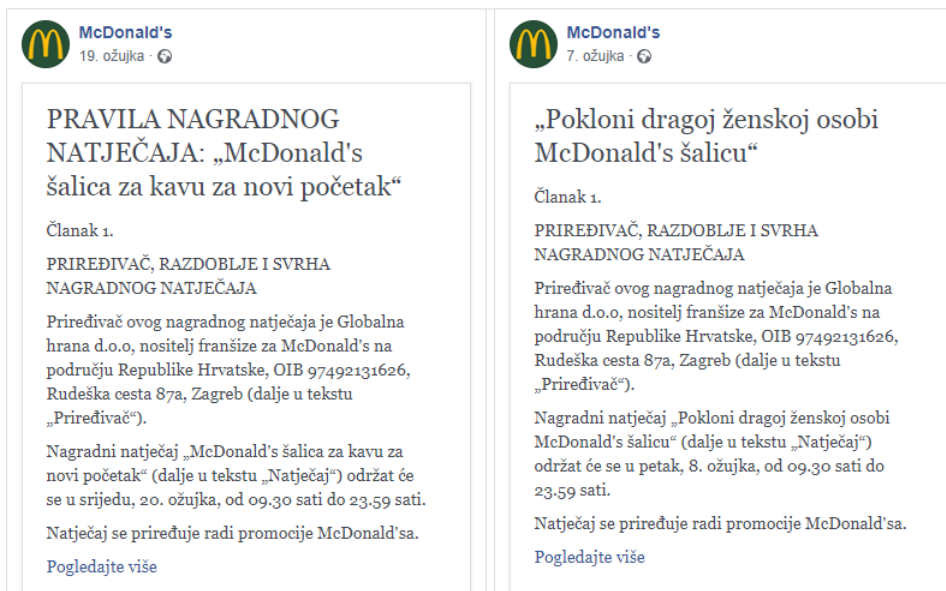 McDonald's
19. ožujka
PRAVILA NAGRADNOG
NATJEČAJA: „McDonald's
šalica za kavu za novi početak“
Članak 1.
PRIREĐIVAČ, RAZDOBLJE I SVRHA
NAGRADNOG NATJEČAJA
Priređivač ovog nagradnog natječaja je Globalna
hrana d.o.o, nositelj franšize za McDonald's na
području Republike Hrvatske, OIB 97492131626,
Rudeška cesta 87a, Zagreb (dalje u tekstu
„Priređivač“).
Nagradni natječaj „McDonald's šalica za kavu za
novi početak“ (dalje u tekstu „Natječaj“) održat će
se u srijedu, 20. ožujka, od 09.30 sati do 23.59 sati.
Natječaj se priređuje radi promocije McDonald'sa.
Pogledajte više
McDonald's
7. ožujka
„Pokloni dragoj ženskoj osobi
McDonald's šalicu“
Članak 1.
PRIREĐIVAČ, RAZDOBLJE I SVRHA
NAGRADNOG NATJEČAJA
Priređivač ovog nagradnog natječaja je Globalna
hrana d.o.o, nositelj franšize za McDonald's na
području Republike Hrvatske, OIB 97492131626,
Rudeška cesta 87a, Zagreb (dalje u tekstu
„Priređivač“).
Nagradni natječaj „Pokloni dragoj ženskoj osobi
McDonald's šalicu“ (dalje u tekstu „Natječaj“)
održat će se u petak, 8. ožujka, od 09.30 sati do
23.59 sati.
Natječaj se priređuje radi promocije McDonald'sa.
Pogledajte više